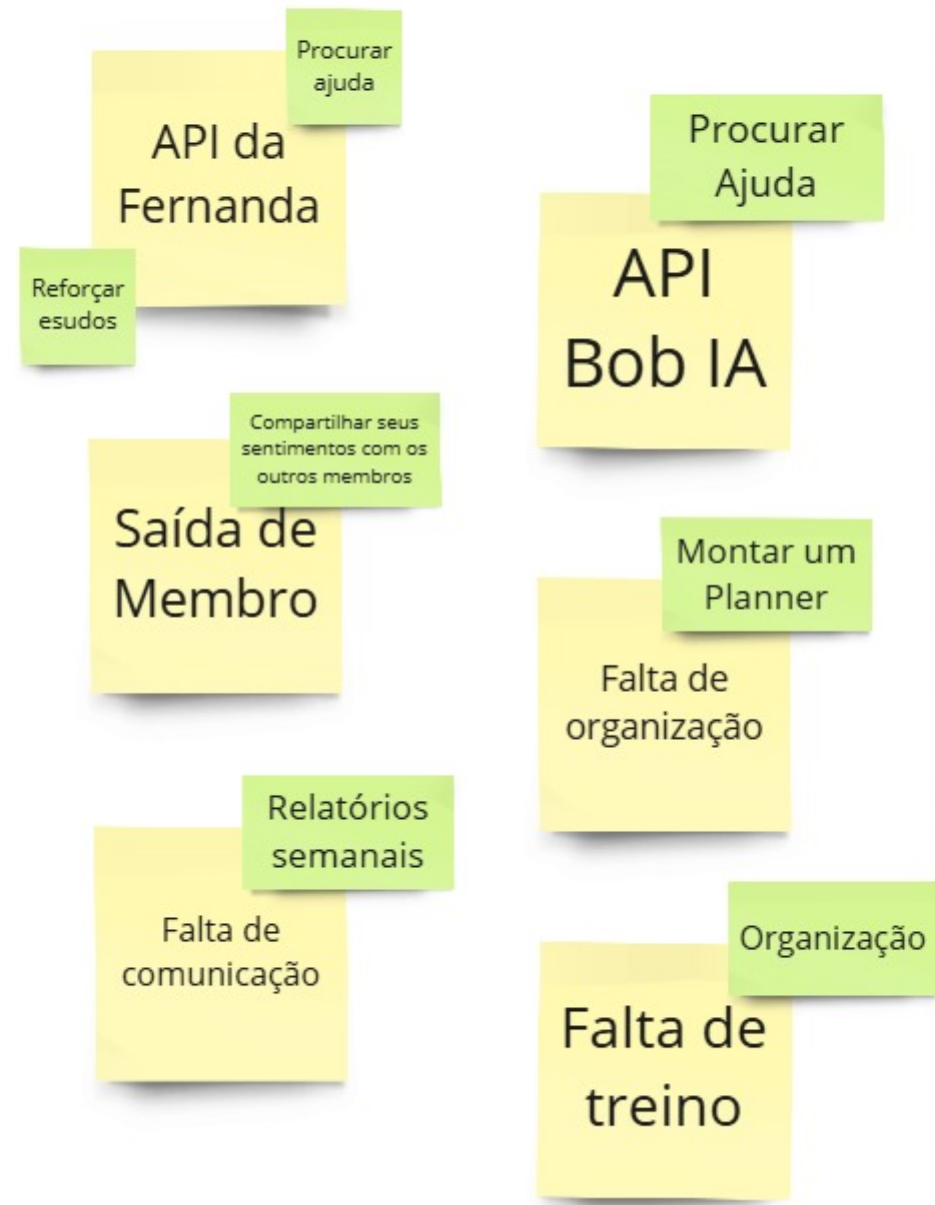 Procurar
ajuda
API da
Fernanda
Reforçar
esudos
Procurar
Ajuda
API
Bob IA
Compartilhar seus
sentimentos com os
outros membros
Saída de
Membro
Montar um
Planner
Falta de
organização
Relatórios
semanais
Falta de
comunicação
Organização
Falta de
treino